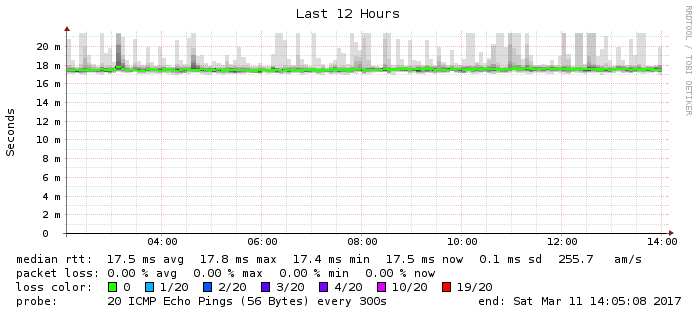 Last 12 Hours
RRDTOOL / TOBI OETIKER
Seconds
20 m
18 m
16 m
14 m
12 m
10 m
8 m
6 m
4 m
2 m
0
04:00 06:00 08:00 10:00 12:00 14:00
median rtt: 17.5 ms avg 17.8 ms max 17.4 ms min 17.5 ms now 0.1 ms sd 255.7 am/s
packet loss: 0.00 % avg 0.00 % max 0.00 % min 0.00 % now
loss color: 0 1/20 2/20 3/20 4/20 10/20 19/20
probe: 20 ICMP Echo Pings (56 Bytes) every 300s end: Sat Mar 11 14:05:08 2017